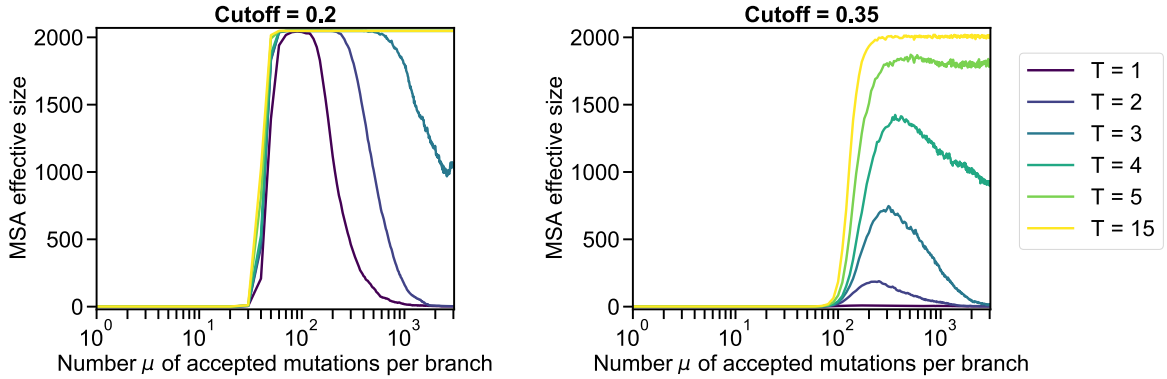 Cutoff = 0.2
MSA effective size
2000
1500
1000
500
0
10^0
10^1
10^2
10^3
Number μ of accepted mutations per branch
Cutoff = 0.35
MSA effective size
2000
1500
1000
500
0
10^0
10^1
10^2
10^3
Number μ of accepted mutations per branch
T = 1
T = 2
T = 3
T = 4
T = 5
T = 15